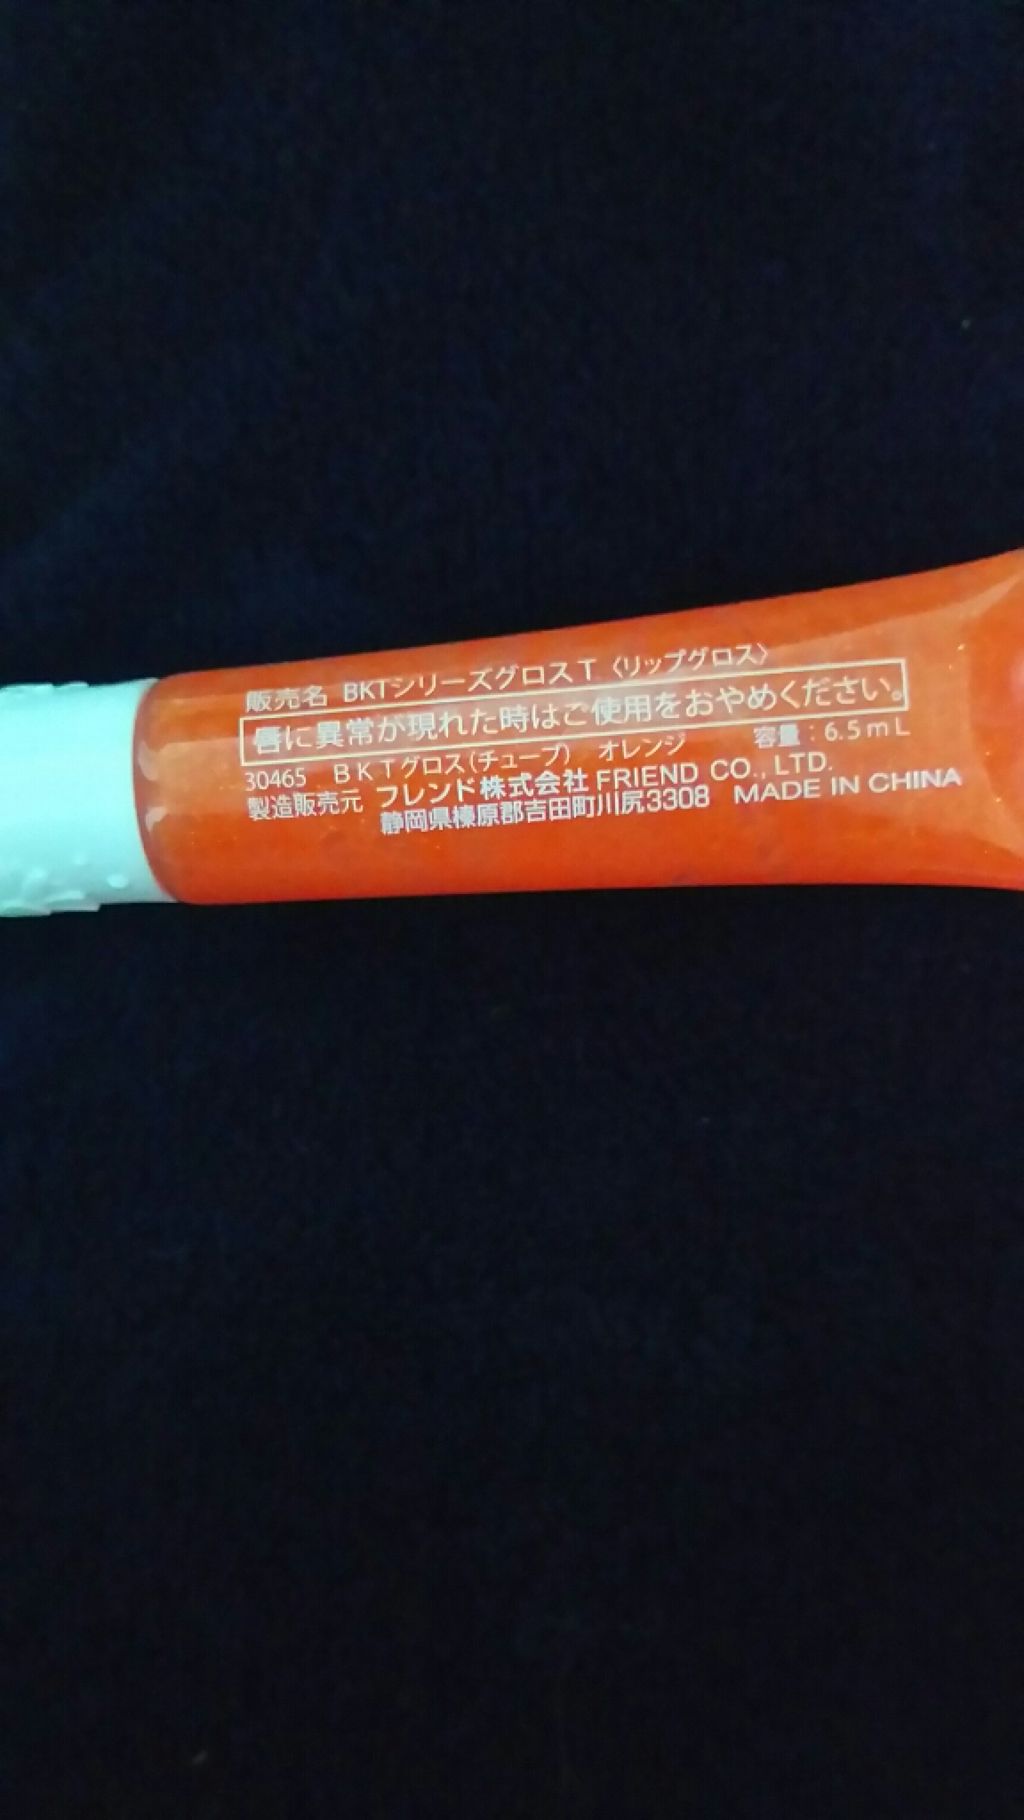 販売名 BKTシリーズグロスT〈リップグロス〉
唇に異常が現れた時はご使用をおやめください。
30465 BKTグロス(チューブ) オレンジ 容量:6.5mL
製造販売元 フレンド株式会社 FRIEND CO., LTD.
静岡県榛原郡吉田町川尻3308 MADE IN CHINA